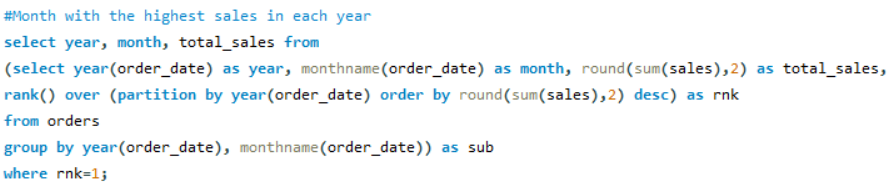 #Month with the highest sales in each year
select year, month, total_sales from
(select year(order_date) as year, monthname(order_date) as month, round(sum(sales),2) as total_sales,
rank() over (partition by year(order_date) order by round(sum(sales),2) desc) as rnk
from orders
group by year(order_date), monthname(order_date)) as sub
where rnk=1;